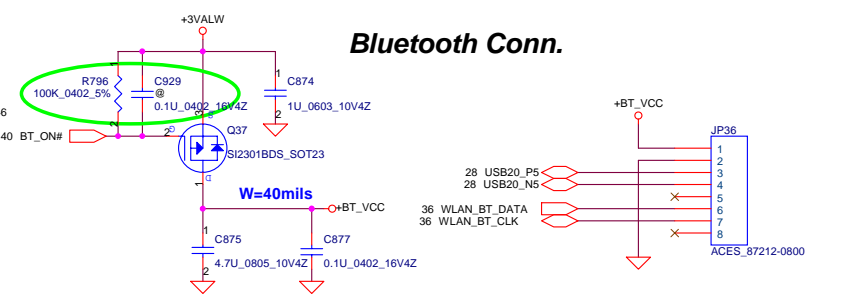 +3VALW
Bluetooth Conn.
1
1
R796
C929
C874
100K_0402_5%
@
0.1U_0402_16V4Z
1U_0603_10V4Z
2
2
6
40 BT_ON#
2
G
3
S
Q37
SI2301BDS_SOT23
D
1
W=40mils
+BT_VCC
1
C875
C877
4.7U_0805_10V4Z
0.1U_0402_16V4Z
2
+BT_VCC
JP36
1
2
28 USB20_P5
3
28 USB20_N5
4
5
36 WLAN_BT_DATA
6
36 WLAN_BT_CLK
7
8
ACES_87212-0800